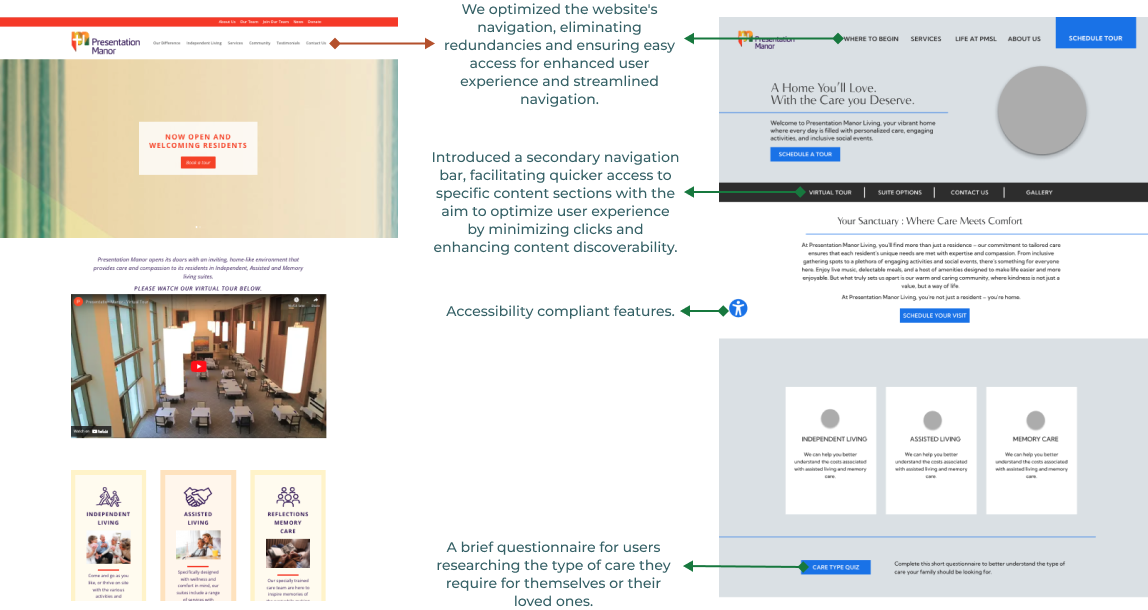 About Us Our Team Join Our Team News Donate
Presentation
Manor
Our Difference Independent Living Services Community Testimonials Contact Us
NOW OPEN AND
WELCOMING RESIDENTS
Book a tour
Presentation Manor opens its doors with an inviting, home-like environment that
provides care and compassion to its residents in Independent, Assisted and Memory
living suites.
PLEASE WATCH OUR VIRTUAL TOUR BELOW:
Presentation Manor - Virtual Tour
Share
Watch on YouTube
INDEPENDENT
LIVING
Come and go as you
like, or thrive on site
with the various
activities and
ASSISTED
LIVING
Specifically designed
with wellness and
comfort in mind, our
suites include a range
of services with
REFLECTIONS
MEMORY
CARE
Our specially trained
care team are here to
inspire memories of
We optimized the website's
navigation, eliminating
redundancies and ensuring easy
access for enhanced user
experience and streamlined
navigation.
Introduced a secondary navigation
bar, facilitating quicker access to
specific content sections with the
aim to optimize user experience
by minimizing clicks and
enhancing content discoverability.
Accessibility compliant features.
A brief questionnaire for users
researching the type of care they
require for themselves or their
loved ones.
Presentation
Manor
WHERE TO BEGIN SERVICES LIFE AT PMSL ABOUT US SCHEDULE TOUR
A Home You'll Love.
With the Care you Deserve.
Welcome to Presentation Manor Living, your vibrant home
where every day is filled with personalized care, engaging
activities, and inclusive social events.
SCHEDULE A TOUR
VIRTUAL TOUR SUITE OPTIONS CONTACT US GALLERY
Your Sanctuary : Where Care Meets Comfort
At Presentation Manor Living, you'll find more than just a residence – our commitment to tailored care
ensures that each resident's unique needs are met with expertise and compassion. From inclusive
gathering spots to a plethora of engaging activities and social events, there's something for everyone
here. Enjoy live music, delectable meals, and a host of amenities designed to make life easier and more
enjoyable. But what truly sets us apart is our warm and caring community, where kindness is not just a
value, but a way of life.
At Presentation Manor Living, you're not just a resident – you're home.
SCHEDULE YOUR VISIT
INDEPENDENT LIVING
We can help you better
understand the costs associated
with assisted living and memory
care.
ASSISTED LIVING
We can help you better
understand the costs associated
with assisted living and memory
care.
MEMORY CARE
We can help you better
understand the costs associated
with assisted living and memory
care.
CARE TYPE QUIZ
Complete this short questionnaire to better understand the type of
care your family should be looking for.